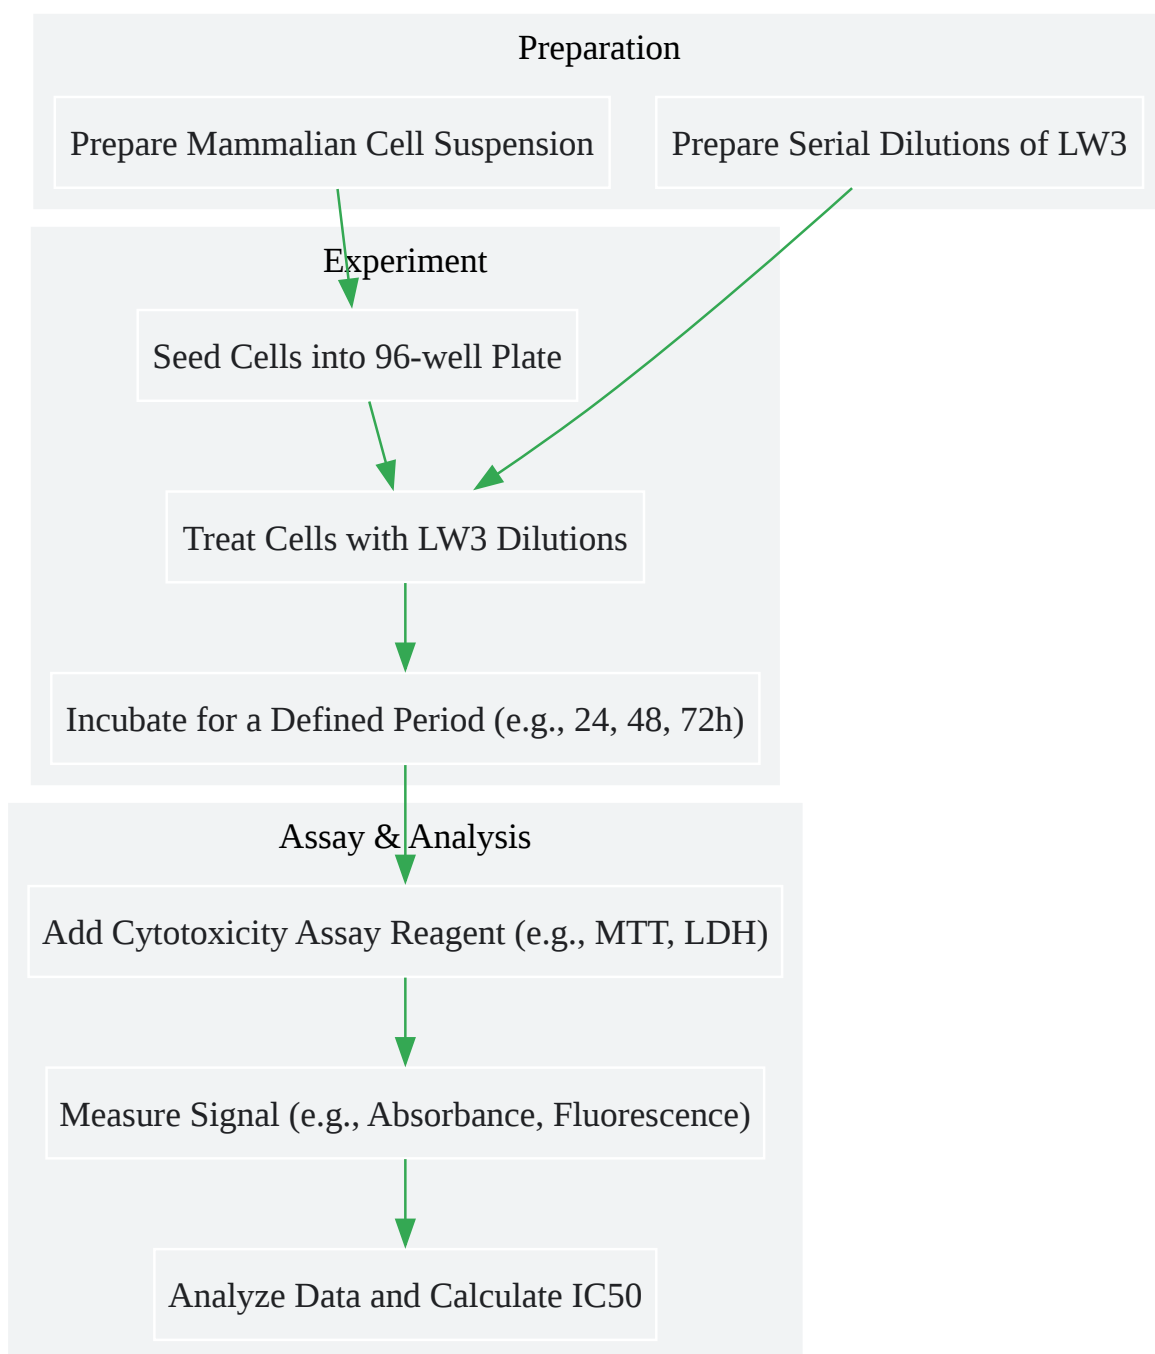 Preparation
Prepare Mammalian Cell Suspension
Prepare Serial Dilutions of LW3
Experiment
Seed Cells into 96-well Plate
Treat Cells with LW3 Dilutions
Incubate for a Defined Period (e.g., 24, 48, 72h)
Assay & Analysis
Add Cytotoxicity Assay Reagent (e.g., MTT, LDH)
Measure Signal (e.g., Absorbance, Fluorescence)
Analyze Data and Calculate IC50